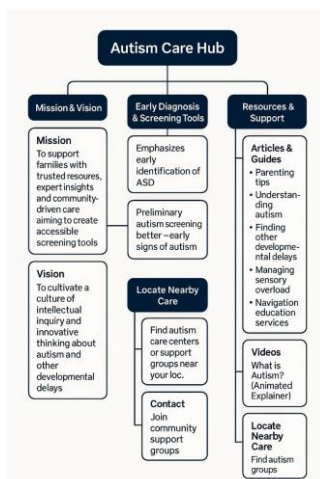 Autism Care Hub
Mission & Vision
Mission
To support
families with
trusted resoures,
expert insights
and community-
driven care
aiming to create
accessible
screening tools
Vision
To cultivate a
culture of
intellectual
inquiry and
innovative
thinking about
autism and
other
developmental
delays
Early Diagnosis
& Screening Tools
Emphasizes
early
identification of
ASD
Preliminary
autism screening
better –early
signs of autism
Locate Nearby
Care
Find autism
care centers
or support
groups near
your loc.
Contact
Join
community
support
groups
Resources &
Support
Articles &
Guides
• Parenting
tips
• Understan-
ding
autism
• Finding
other
developme-
ntal delays
• Managing
sensory
overload
• Navigation
education
services
Videos
What is
Autism?
(Animated
Explainer)
Locate
Nearby
Care
Find autism
groups